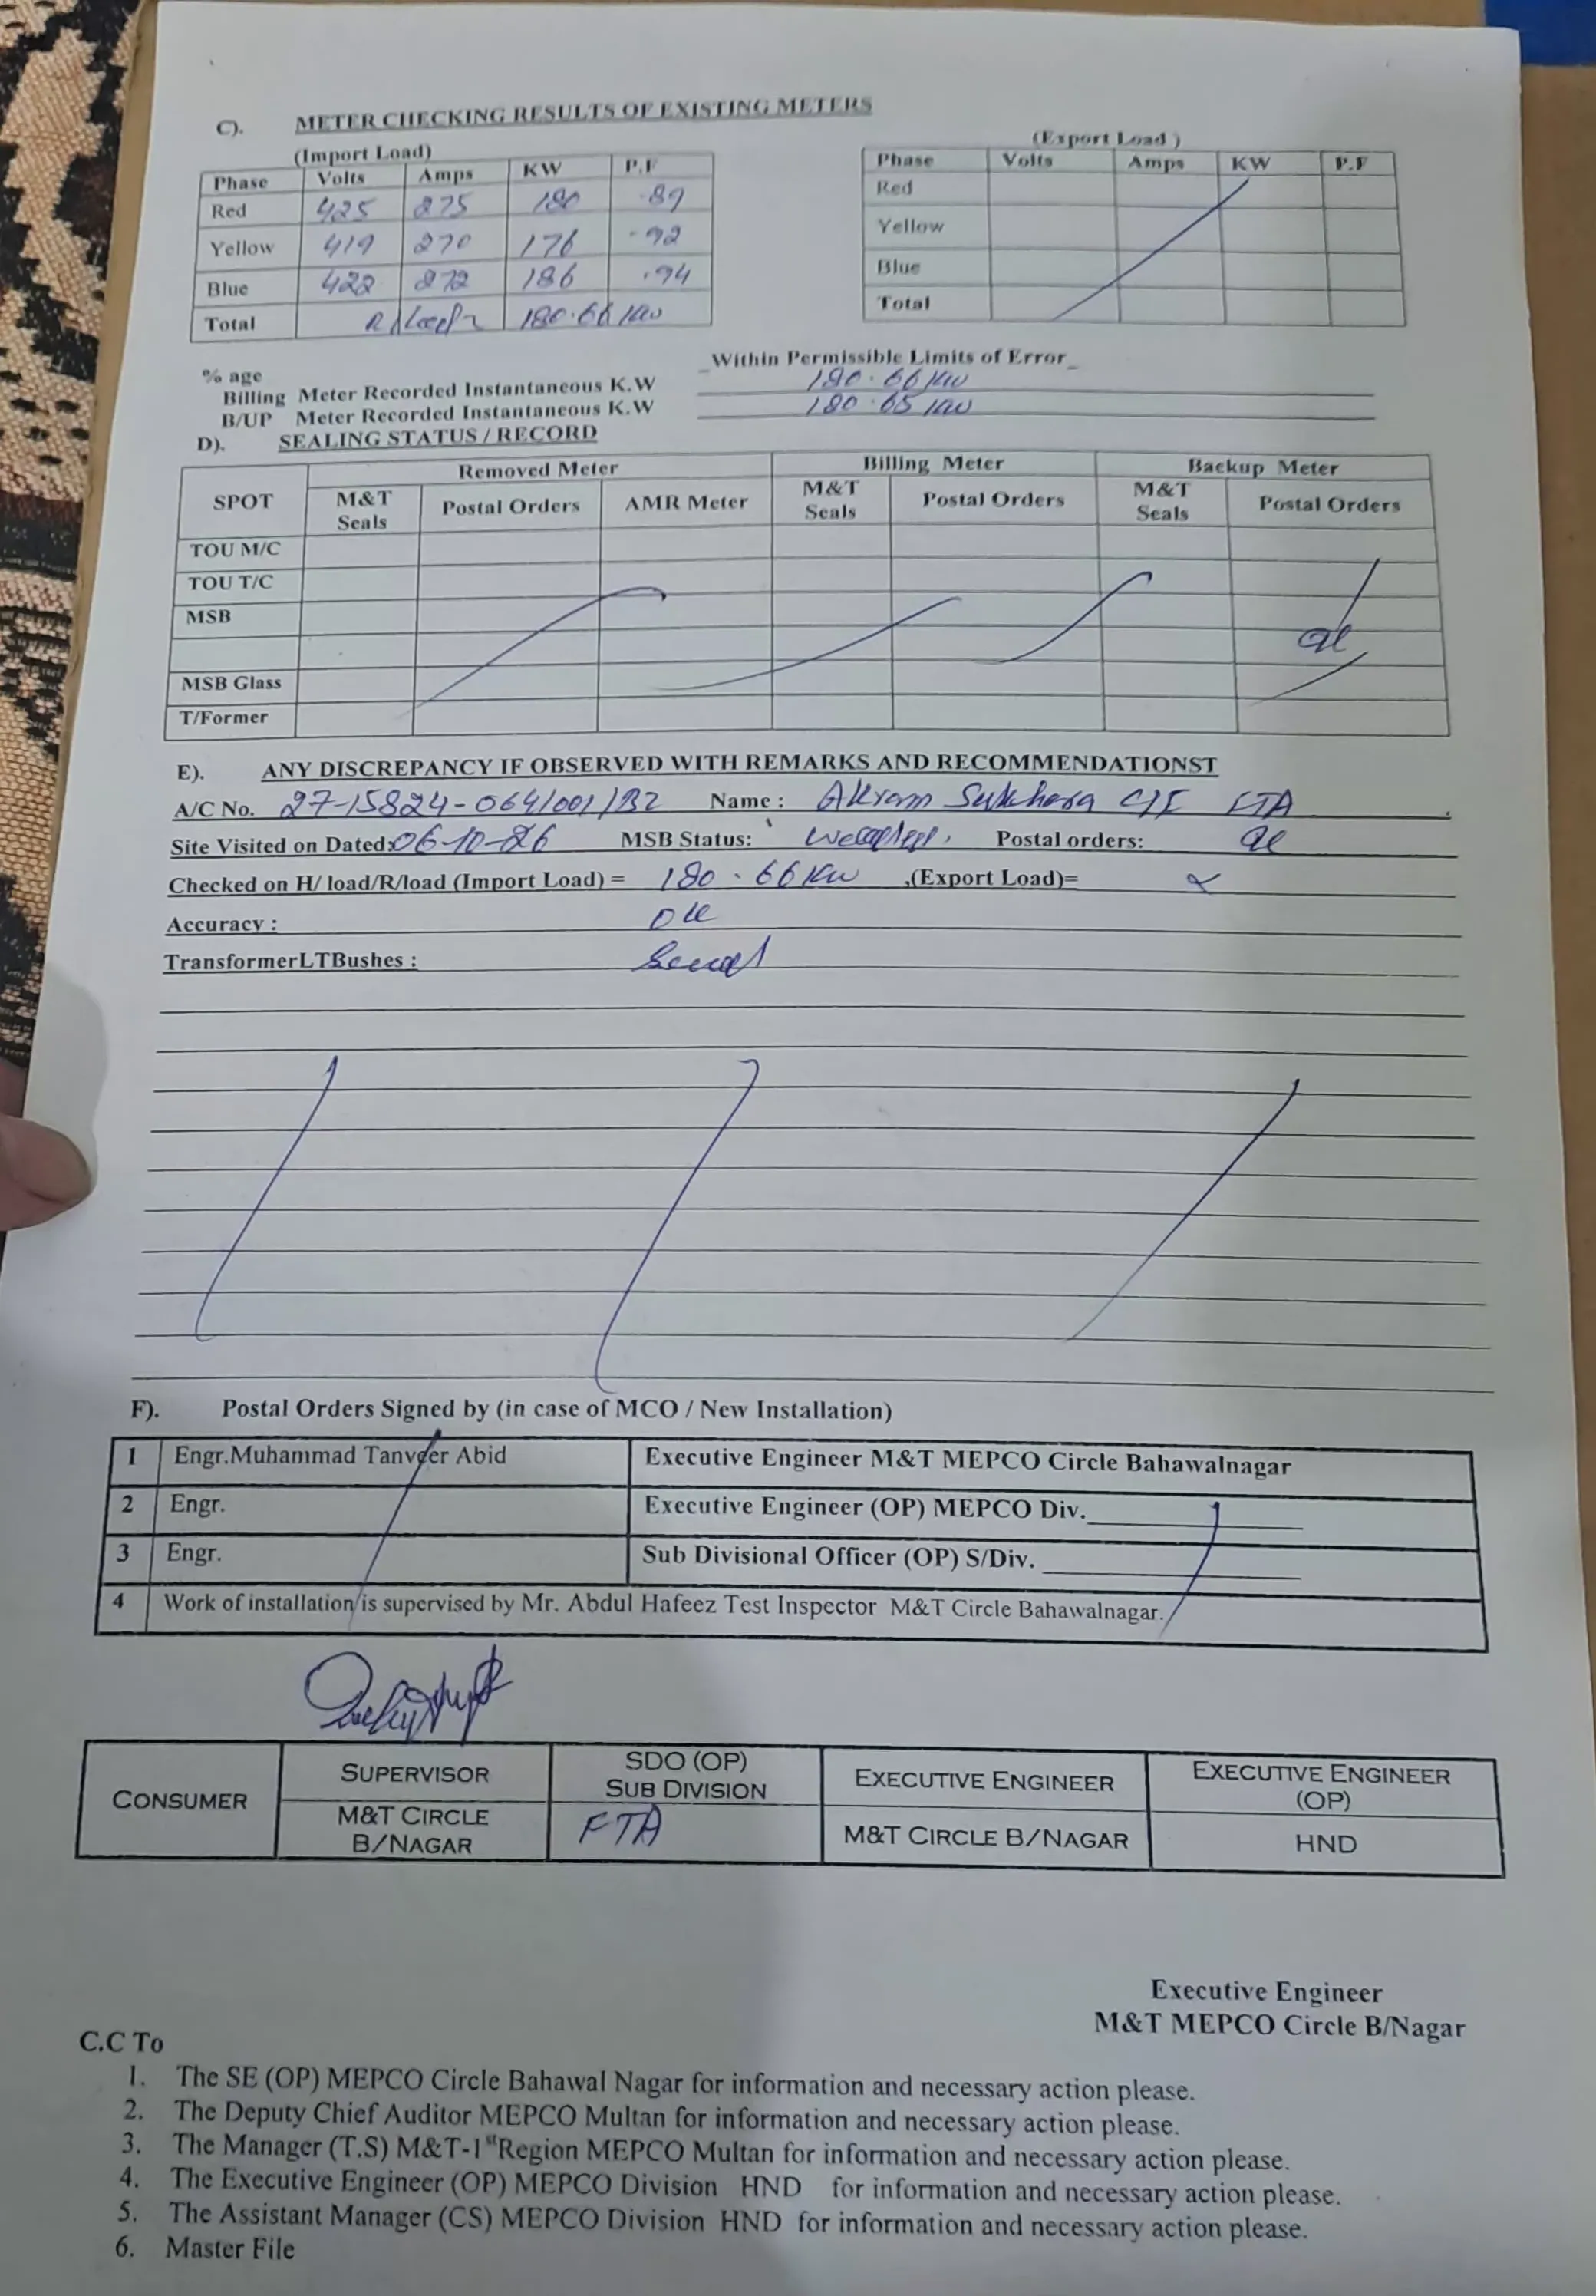 C). METER CHECKING RESULTS OF EXISTING METERS
(Import Load) (Export Load )
Phase Volts Amps KW P.F Phase Volts Amps KW P.F
Red 425 275 180 .89 Red
Yellow 419 270 176 .92 Yellow
Blue 422 272 186 .94 Blue
Total 180.66 KW Total
% age _Within Permissible Limits of Error_
Billing Meter Recorded Instantaneous K.W 180.66 KW
B/UP Meter Recorded Instantaneous K.W 180.65 KW
D). SEALING STATUS / RECORD
SPOT Removed Meter Billing Meter Backup Meter
M&T Seals Postal Orders AMR Meter M&T Seals Postal Orders M&T Seals Postal Orders
TOU M/C
TOU T/C
MSB
MSB Glass
T/Former
E). ANY DISCREPANCY IF OBSERVED WITH REMARKS AND RECOMMENDATIONST
A/C No. 27-15824-0641001/B2 Name : Akram Sukhera FTA
Site Visited on Dated: 06-10-26 MSB Status: Postal orders:
Checked on H/ load/R/load (Import Load) = 180.66 KW ,(Export Load)=
Accuracy : OK
TransformerLTBushes :
F). Postal Orders Signed by (in case of MCO / New Installation)
1 Engr.Muhammad Tanveer Abid Executive Engineer M&T MEPCO Circle Bahawalnagar
2 Engr. Executive Engineer (OP) MEPCO Div.
3 Engr. Sub Divisional Officer (OP) S/Div.
4 Work of installation is supervised by Mr. Abdul Hafeez Test Inspector M&T Circle Bahawalnagar.
CONSUMER SUPERVISOR SDO (OP) SUB DIVISION EXECUTIVE ENGINEER EXECUTIVE ENGINEER (OP)
M&T CIRCLE B/NAGAR FTA M&T CIRCLE B/NAGAR HND
Executive Engineer
M&T MEPCO Circle B/Nagar
C.C To
1. The SE (OP) MEPCO Circle Bahawal Nagar for information and necessary action please.
2. The Deputy Chief Auditor MEPCO Multan for information and necessary action please.
3. The Manager (T.S) M&T-1st Region MEPCO Multan for information and necessary action please.
4. The Executive Engineer (OP) MEPCO Division HND for information and necessary action please.
5. The Assistant Manager (CS) MEPCO Division HND for information and necessary action please.
6. Master File